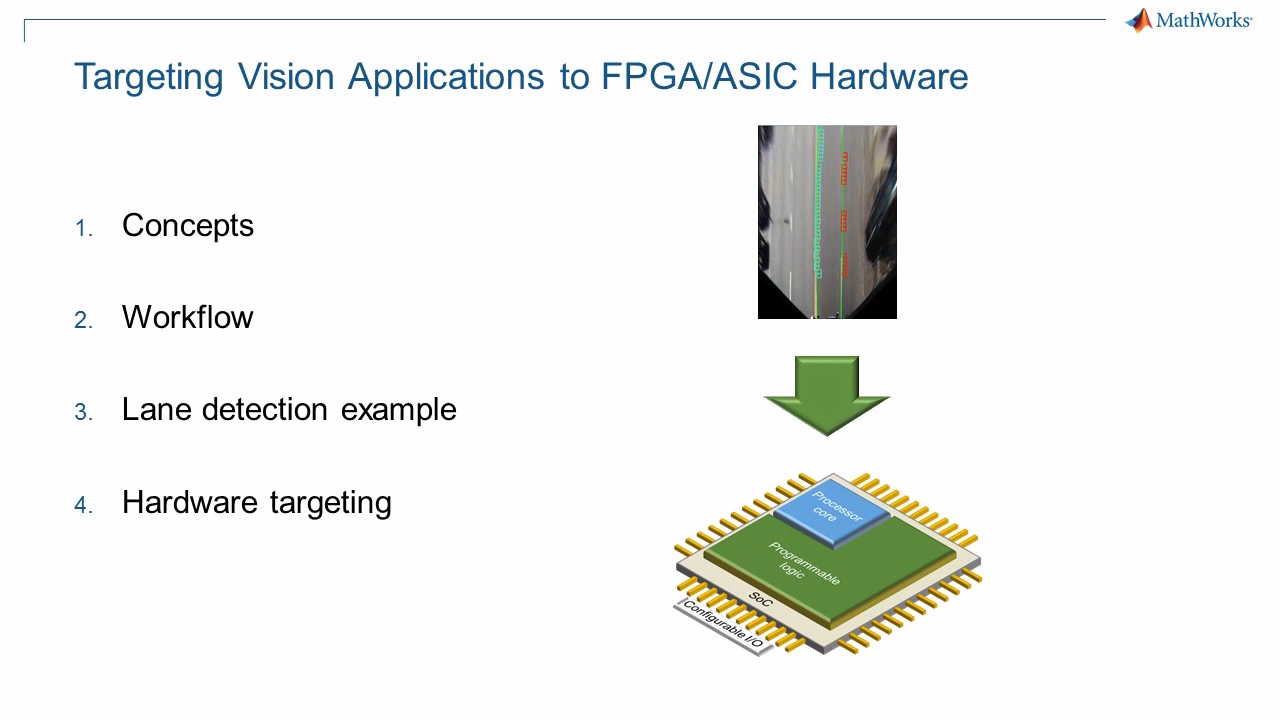 MathWorks
Targeting Vision Applications to FPGA/ASIC Hardware
1. Concepts
2. Workflow
3. Lane detection example
4. Hardware targeting
Processor
core
Programmable
logic
SoC
Configurable I/O